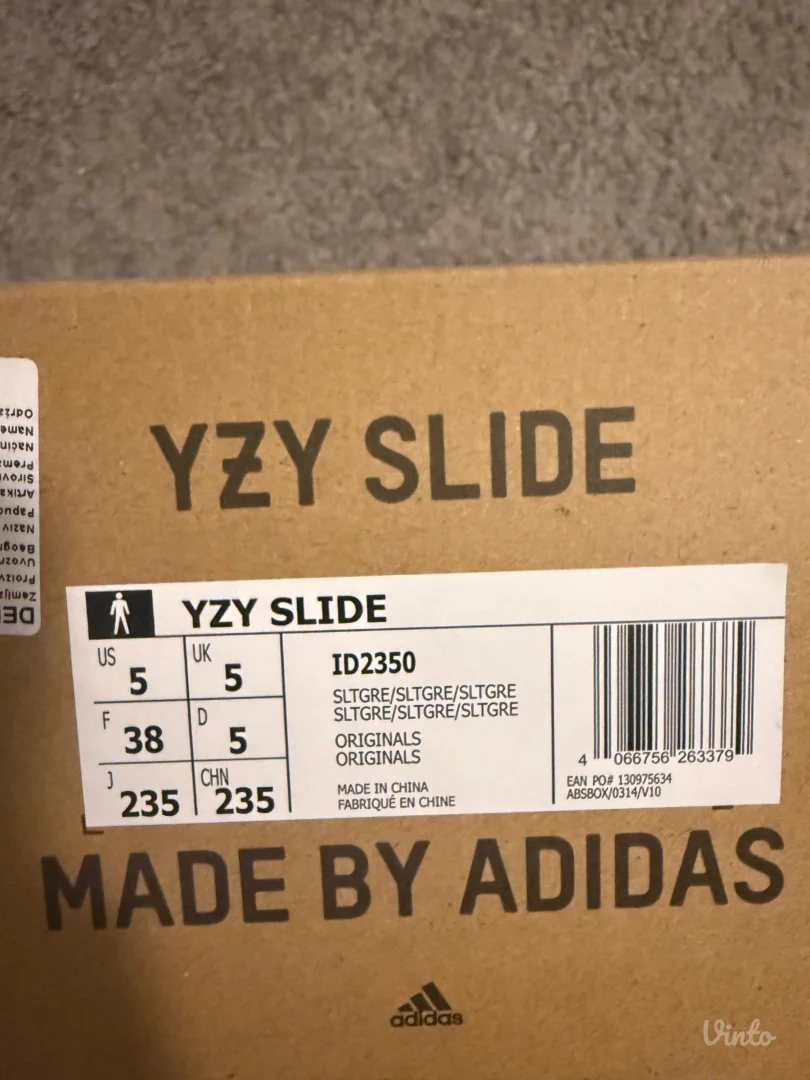 YZY SLIDE
YZY SLIDE
US 5 UK 5
F 38 D 5
J 235 CHN 235
ID2350
SLTGRE/SLTGRE/SLTGRE
SLTGRE/SLTGRE/SLTGRE
ORIGINALS
ORIGINALS
MADE IN CHINA
FABRIQUÉ EN CHINE
4 066756 263379
EAN PO# 130975634
ABSBOX/0314/V10
MADE BY ADIDAS
adidas
Vinto